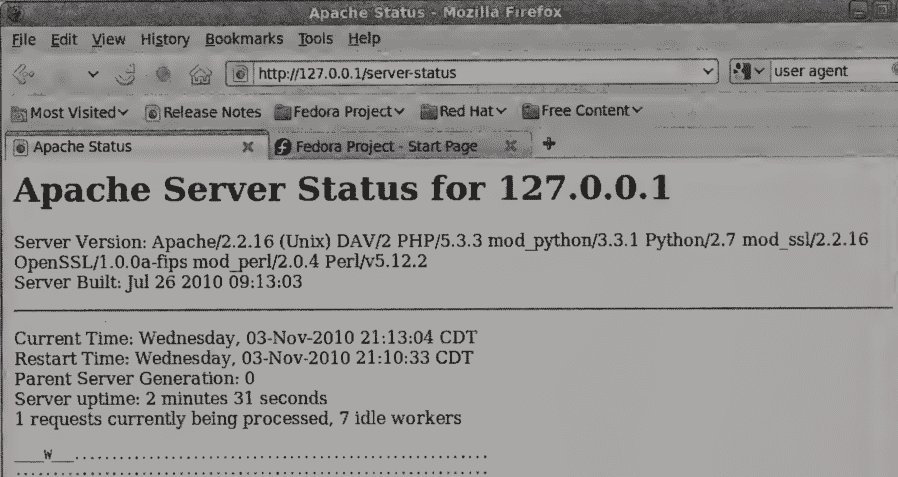 Apache Status - Mozilla Firefox
File Edit View History Bookmarks Tools Help
http://127.0.0.1/server-status
user agent
Most Visited Release Notes Fedora Project Red Hat Free Content
Apache Status Fedora Project - Start Page
Apache Server Status for 127.0.0.1
Server Version: Apache/2.2.16 (Unix) DAV/2 PHP/5.3.3 mod_python/3.3.1 Python/2.7 mod_ssl/2.2.16
OpenSSL/1.0.0a-fips mod_perl/2.0.4 Perl/v5.12.2
Server Built: Jul 26 2010 09:13:03
Current Time: Wednesday, 03-Nov-2010 21:13:04 CDT
Restart Time: Wednesday, 03-Nov-2010 21:10:33 CDT
Parent Server Generation: 0
Server uptime: 2 minutes 31 seconds
1 requests currently being processed, 7 idle workers
___W___.........................................................
................................................................